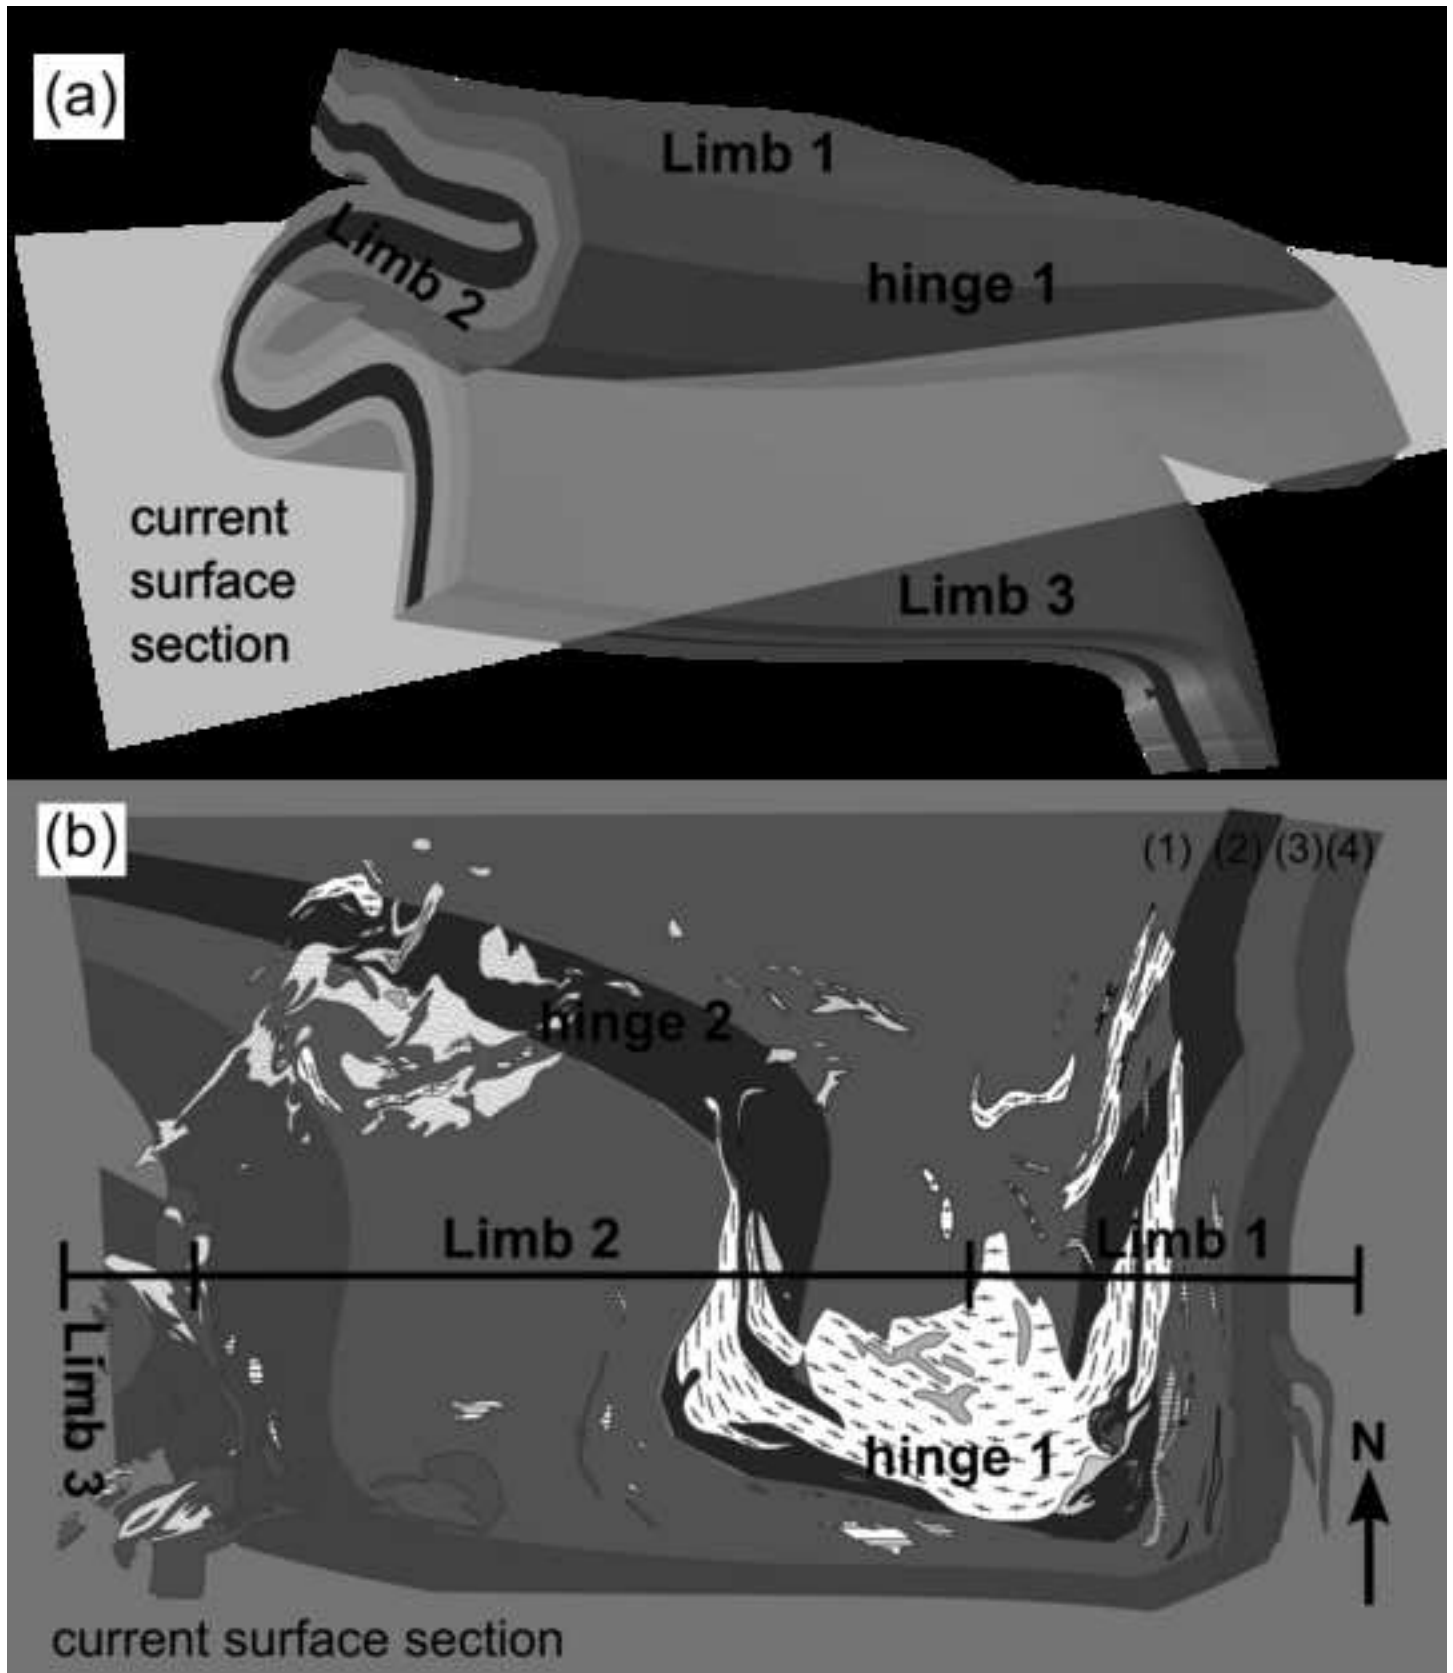 (a)
Limb 1
hinge 1
Limb 2
current
surface
section
Limb 3
(b)
(1) (2) (3)(4)
hinge 2
Limb 2
Limb 1
Limb 3
hinge 1
N
current surface section